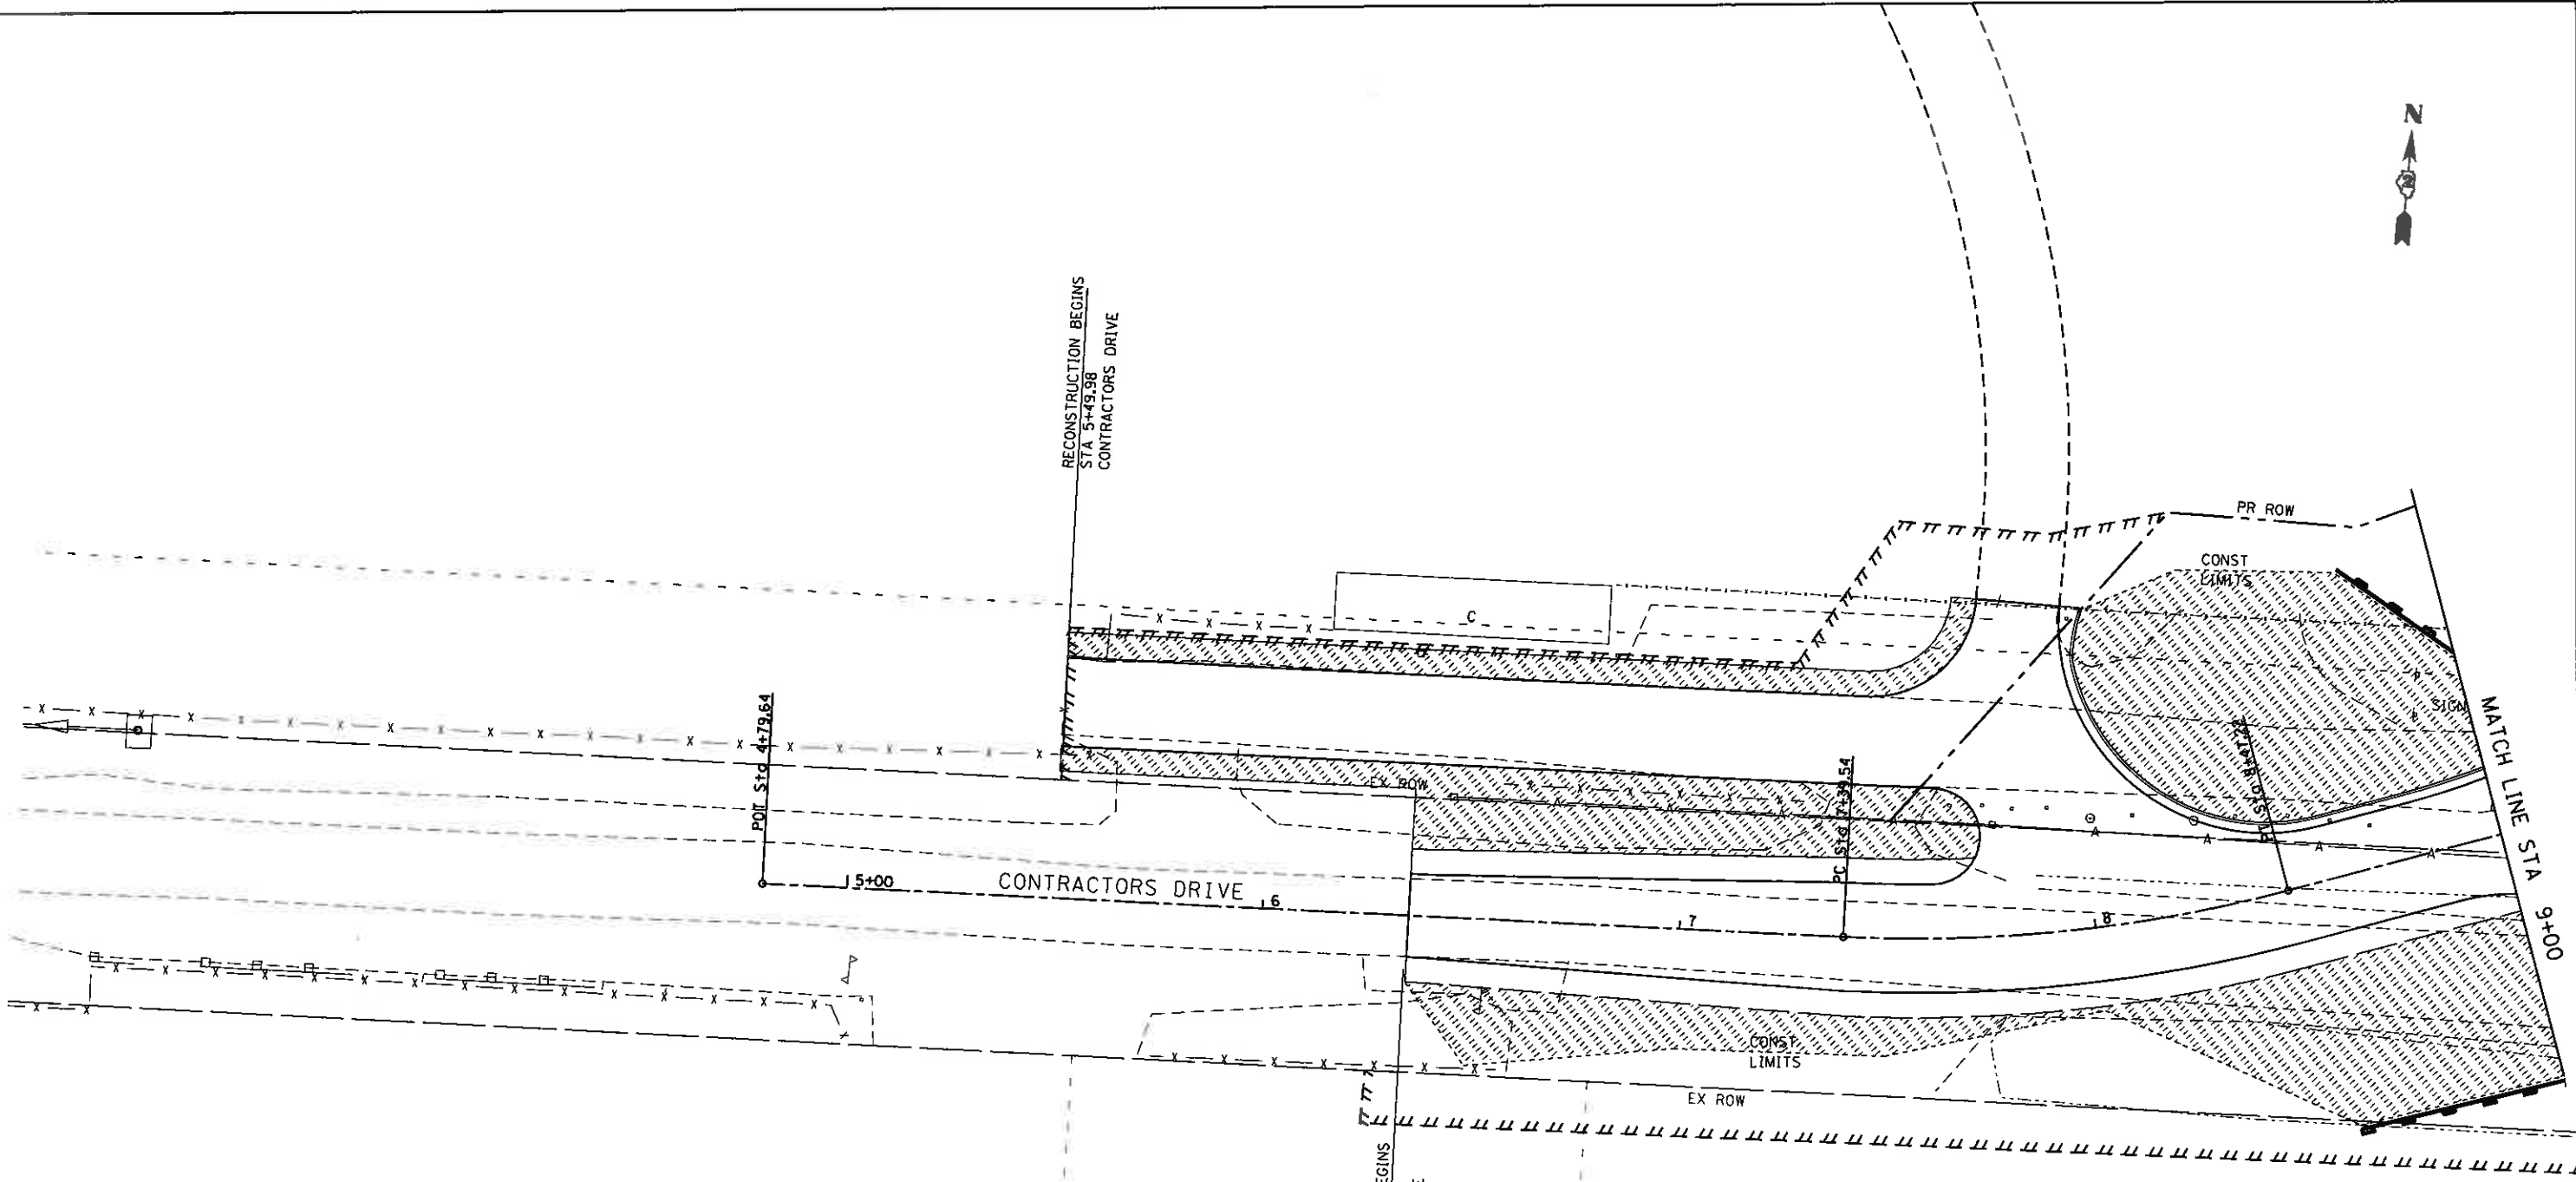 N
RECONSTRUCTION BEGINS
STA 5+49.98
CONTRACTORS DRIVE
PR ROW
CONST
LIMITS
C
SIGN
MATCH LINE STA 9+00
POT Sta 4+79.64
EX ROW
PC Sta 7+39.54
5+00
CONTRACTORS DRIVE
6
7
8
A
A
A
A
CONST
LIMITS
EX ROW